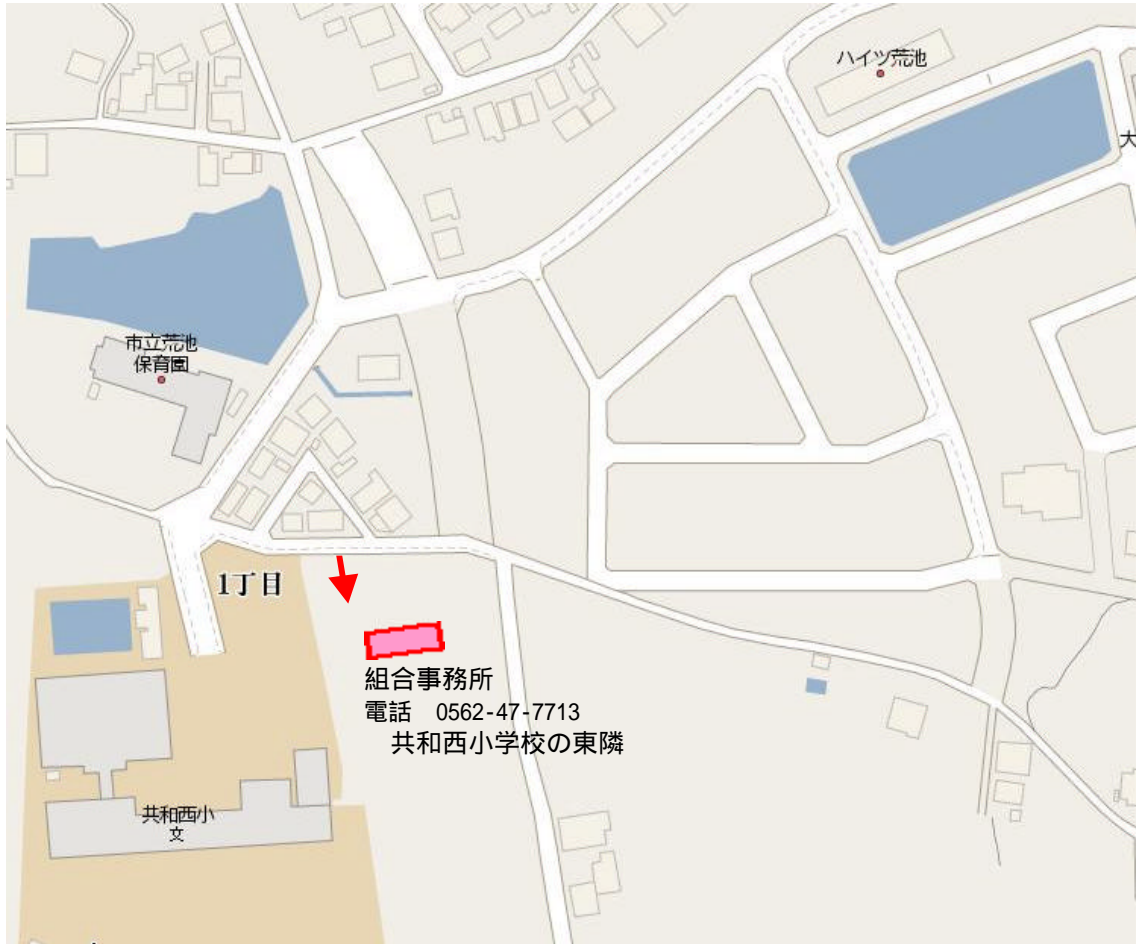 ハイツ荒池
大
市立荒池
保育園
1丁目
組合事務所
電話 0562-47-7713
共和西小学校の東隣
共和西小
文